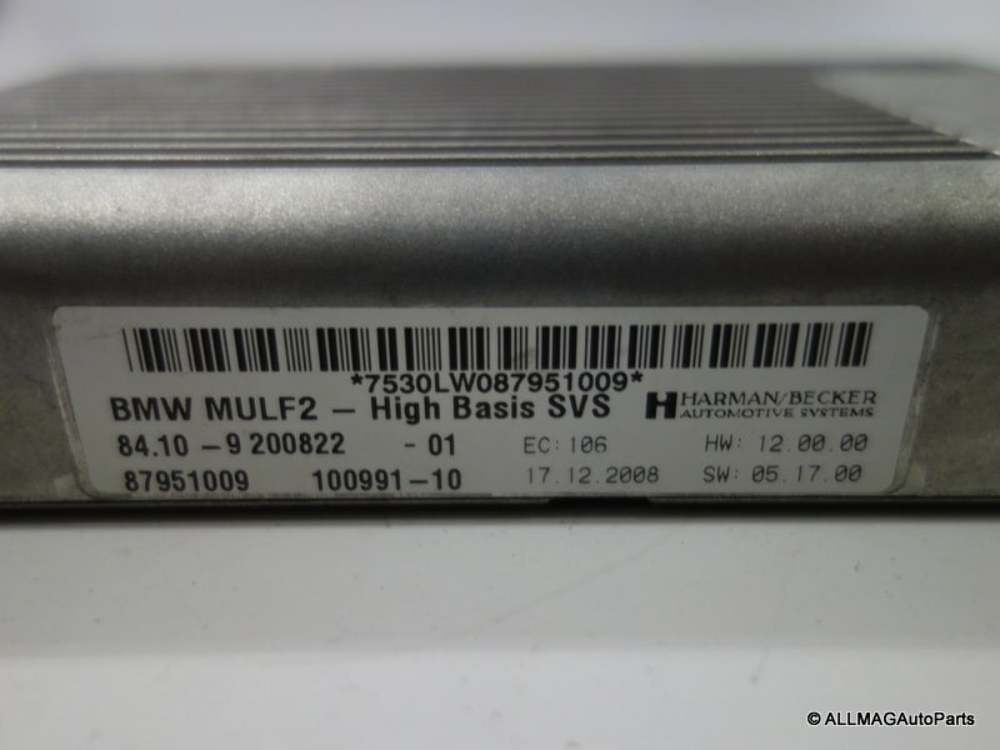 *7530LW087951009*
BMW MULF2 – High Basis SVS
HARMAN/BECKER
AUTOMOTIVE SYSTEMS
84.10 – 9 200822 - 01 EC: 106 HW: 12.00.00
87951009 100991–10 17.12.2008 SW: 05.17.00
© ALLMAGAutoParts